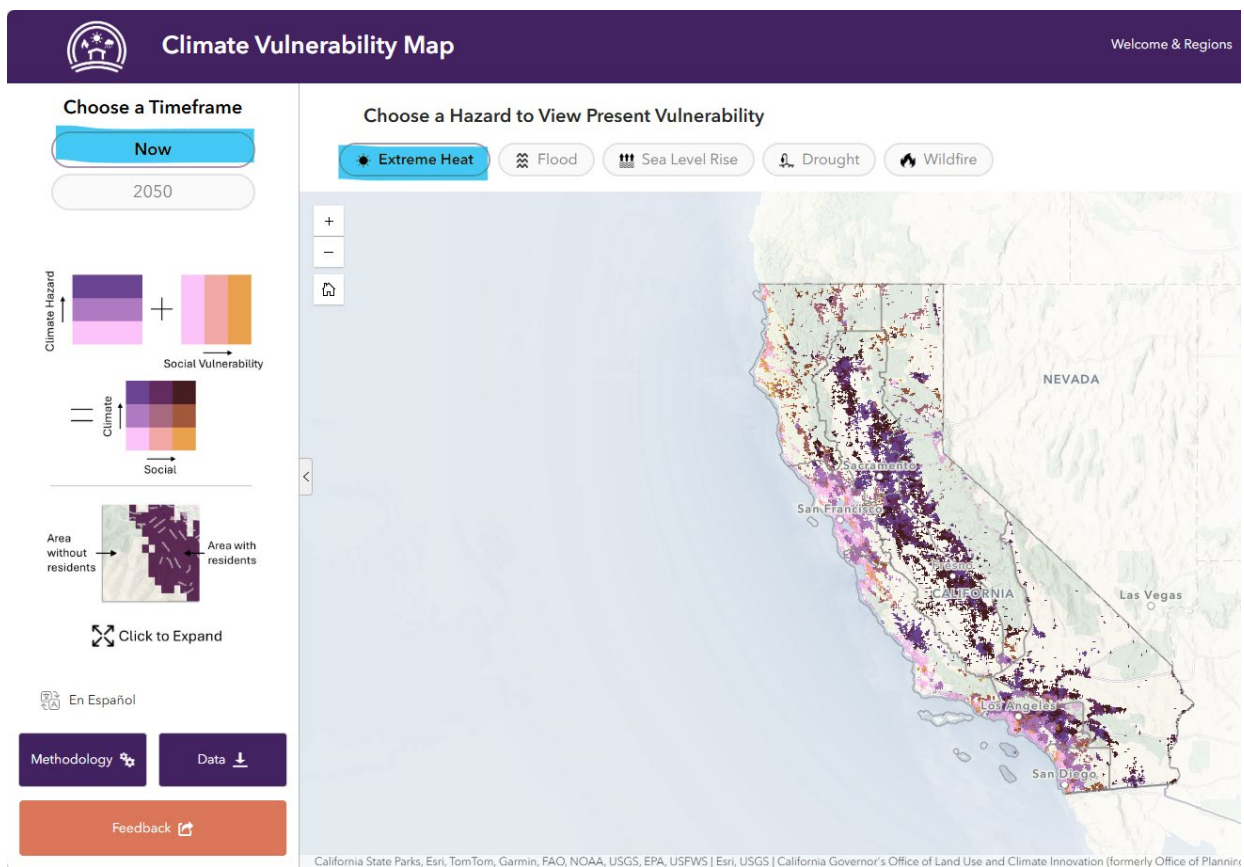 Climate Vulnerability Map
Welcome & Regions
Choose a Timeframe
Now
2050
Climate Hazard
Social Vulnerability
Climate
Social
Area without residents
Area with residents
Click to Expand
En Español
Methodology
Data
Feedback
Choose a Hazard to View Present Vulnerability
Extreme Heat
Flood
Sea Level Rise
Drought
Wildfire
+
−
NEVADA
Sacramento
San Francisco
Fresno
CALIFORNIA
Las Vegas
Los Angeles
San Diego
California State Parks, Esri, TomTom, Garmin, FAO, NOAA, USGS, EPA, USFWS | Esri, USGS | California Governor's Office of Land Use and Climate Innovation (formerly Office of Plannin